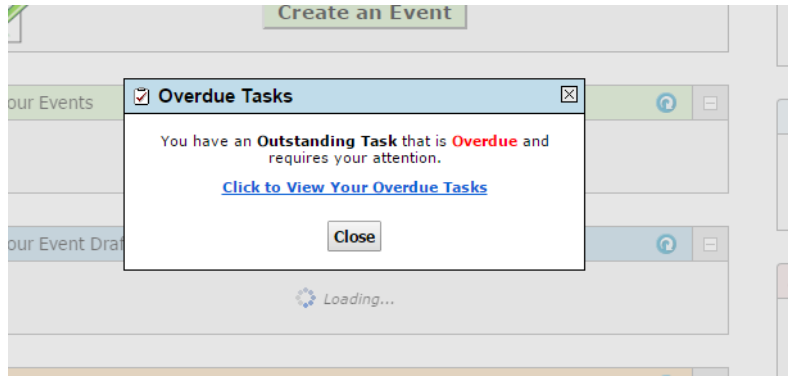 Create an Event
our Events
Overdue Tasks
You have an Outstanding Task that is Overdue and
requires your attention.
Click to View Your Overdue Tasks
Close
our Event Draf
Loading...